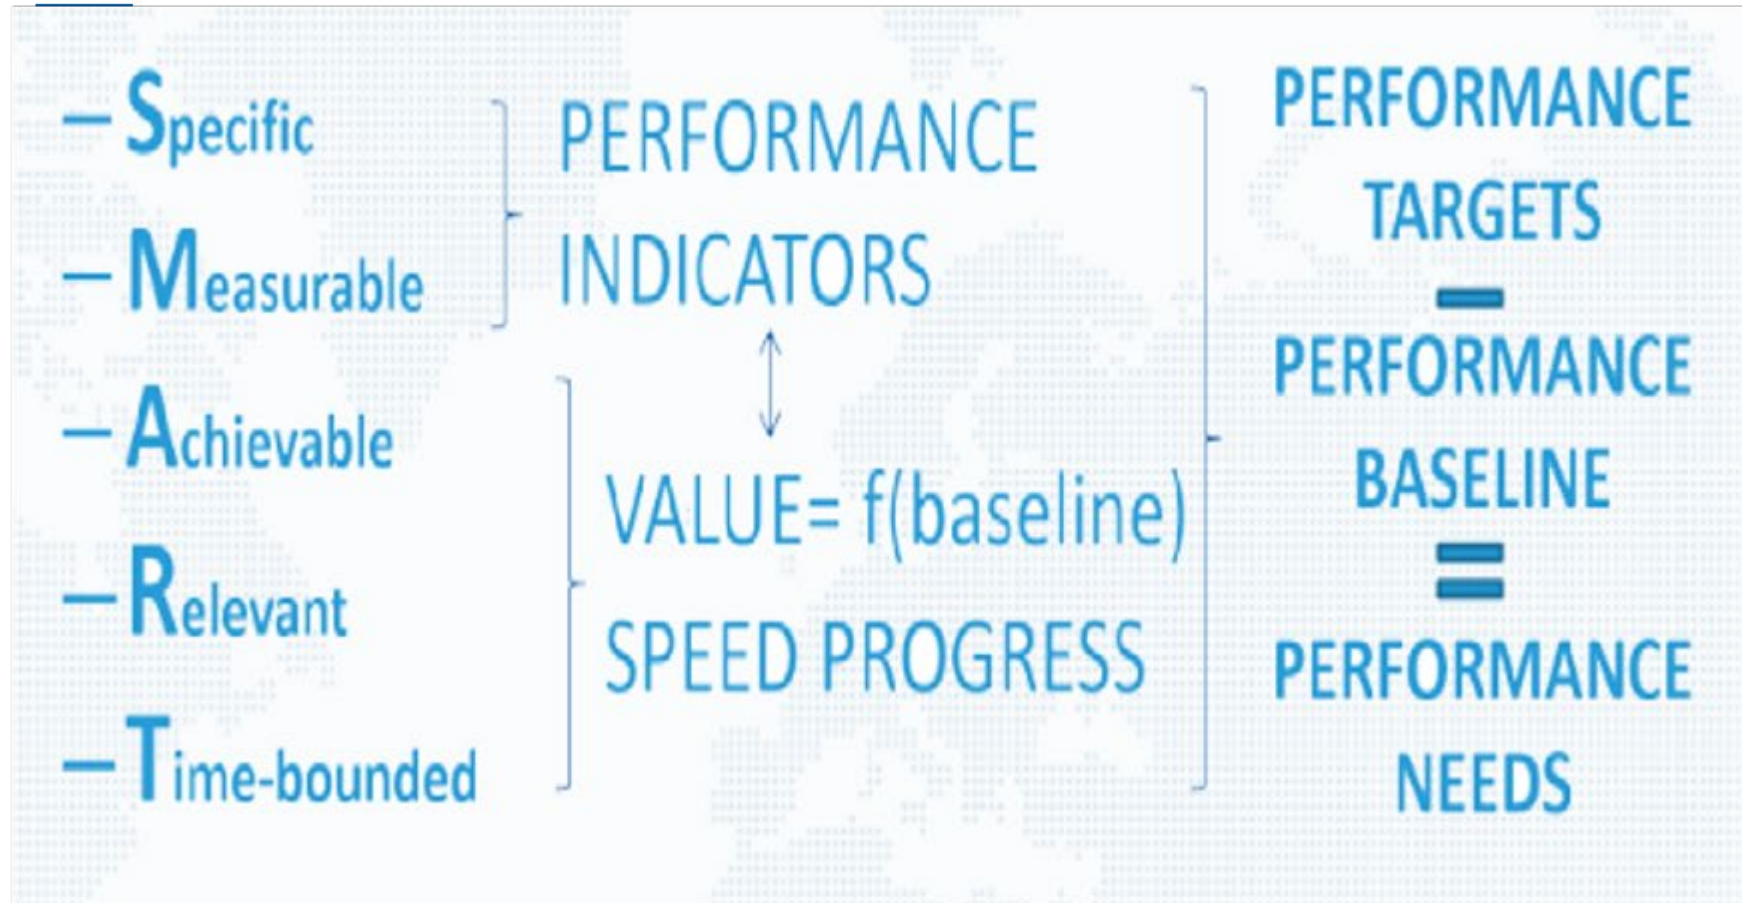 – Specific
– Measurable
– Achievable
– Relevant
– Time-bounded
PERFORMANCE
INDICATORS
VALUE= f(baseline)
SPEED PROGRESS
PERFORMANCE
TARGETS
–
PERFORMANCE
BASELINE
=
PERFORMANCE
NEEDS